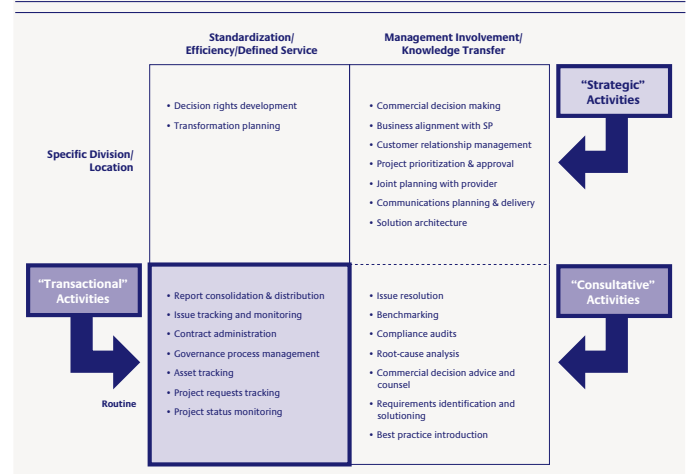 Standardization/
Efficiency/Defined Service
Management Involvement/
Knowledge Transfer
"Strategic"
Activities
Specific Division/
Location
• Decision rights development
• Transformation planning
• Commercial decision making
• Business alignment with SP
• Customer relationship management
• Project prioritization & approval
• Joint planning with provider
• Communications planning & delivery
• Solution architecture
"Transactional"
Activities
Routine
• Report consolidation & distribution
• Issue tracking and monitoring
• Contract administration
• Governance process management
• Asset tracking
• Project requests tracking
• Project status monitoring
• Issue resolution
• Benchmarking
• Compliance audits
• Root-cause analysis
• Commercial decision advice and
counsel
• Requirements identification and
solutioning
• Best practice introduction
"Consultative"
Activities